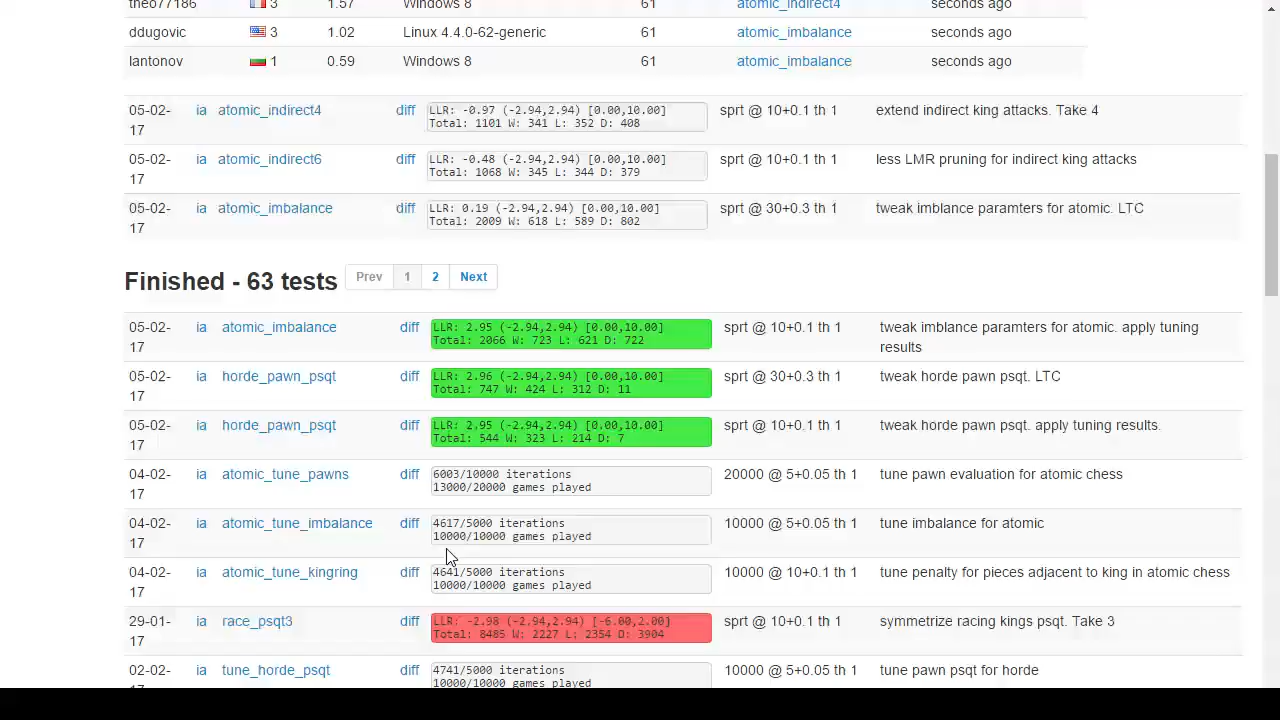 theo77186 3 1.57 Windows 8 61 atomic_indirect4 seconds ago
ddugovic 3 1.02 Linux 4.4.0-62-generic 61 atomic_imbalance seconds ago
lantonov 1 0.59 Windows 8 61 atomic_imbalance seconds ago
05-02-17 ia atomic_indirect4 diff LLR: -0.97 (-2.94,2.94) [0.00,10.00] sprt @ 10+0.1 th 1 extend indirect king attacks. Take 4
Total: 1101 W: 341 L: 352 D: 408
05-02-17 ia atomic_indirect6 diff LLR: -0.48 (-2.94,2.94) [0.00,10.00] sprt @ 10+0.1 th 1 less LMR pruning for indirect king attacks
Total: 1068 W: 345 L: 344 D: 379
05-02-17 ia atomic_imbalance diff LLR: 0.19 (-2.94,2.94) [0.00,10.00] sprt @ 30+0.3 th 1 tweak imblance paramters for atomic. LTC
Total: 2009 W: 618 L: 589 D: 802
Finished - 63 tests Prev 1 2 Next
05-02-17 ia atomic_imbalance diff LLR: 2.95 (-2.94,2.94) [0.00,10.00] sprt @ 10+0.1 th 1 tweak imblance paramters for atomic. apply tuning
Total: 2066 W: 723 L: 621 D: 722 results
05-02-17 ia horde_pawn_psqt diff LLR: 2.96 (-2.94,2.94) [0.00,10.00] sprt @ 30+0.3 th 1 tweak horde pawn psqt. LTC
Total: 747 W: 424 L: 312 D: 11
05-02-17 ia horde_pawn_psqt diff LLR: 2.95 (-2.94,2.94) [0.00,10.00] sprt @ 10+0.1 th 1 tweak horde pawn psqt. apply tuning results.
Total: 544 W: 323 L: 214 D: 7
04-02-17 ia atomic_tune_pawns diff 6003/10000 iterations 20000 @ 5+0.05 th 1 tune pawn evaluation for atomic chess
13000/20000 games played
04-02-17 ia atomic_tune_imbalance diff 4617/5000 iterations 10000 @ 5+0.05 th 1 tune imbalance for atomic
10000/10000 games played
04-02-17 ia atomic_tune_kingring diff 4641/5000 iterations 10000 @ 10+0.1 th 1 tune penalty for pieces adjacent to king in atomic chess
10000/10000 games played
29-01-17 ia race_psqt3 diff LLR: -2.98 (-2.94,2.94) [-6.00,2.00] sprt @ 10+0.1 th 1 symmetrize racing kings psqt. Take 3
Total: 8485 W: 2227 L: 2354 D: 3904
02-02-17 ia tune_horde_psqt diff 4741/5000 iterations 10000 @ 5+0.05 th 1 tune pawn psqt for horde
10000/10000 games played